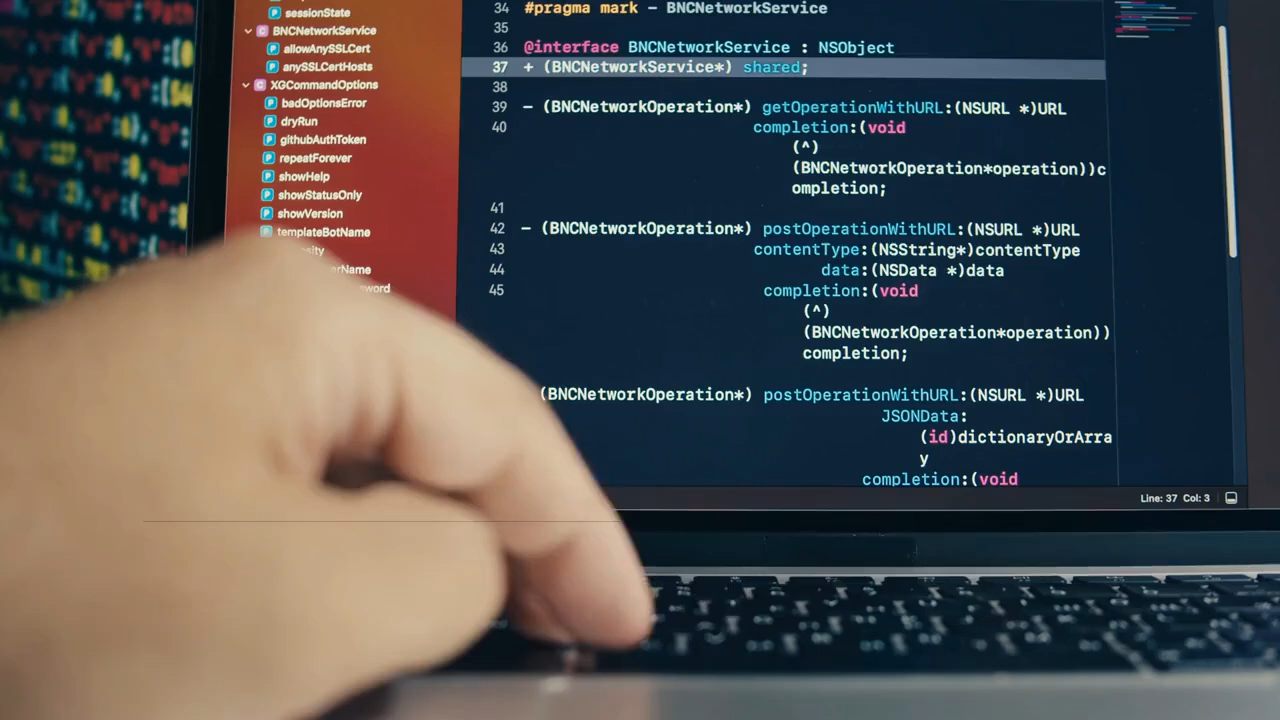 sessionState
BNCNetworkService
allowAnySSLCert
anySSLCertHosts
XGCommandOptions
badOptionsError
dryRun
githubAuthToken
repeatForever
showHelp
showStatusOnly
showVersion
templateBotName
34 #pragma mark – BNCNetworkService
35
36 @interface BNCNetworkService : NSObject
37 + (BNCNetworkService*) shared;
38
39 – (BNCNetworkOperation*) getOperationWithURL:(NSURL *)URL
40 completion:(void
(^)
(BNCNetworkOperation*operation))c
ompletion;
41
42 – (BNCNetworkOperation*) postOperationWithURL:(NSURL *)URL
43 contentType:(NSString*)contentType
44 data:(NSData *)data
45 completion:(void
(^)
(BNCNetworkOperation*operation))
completion;
(BNCNetworkOperation*) postOperationWithURL:(NSURL *)URL
JSONData:
(id)dictionaryOrArra
y
completion:(void
Line: 37 Col: 3